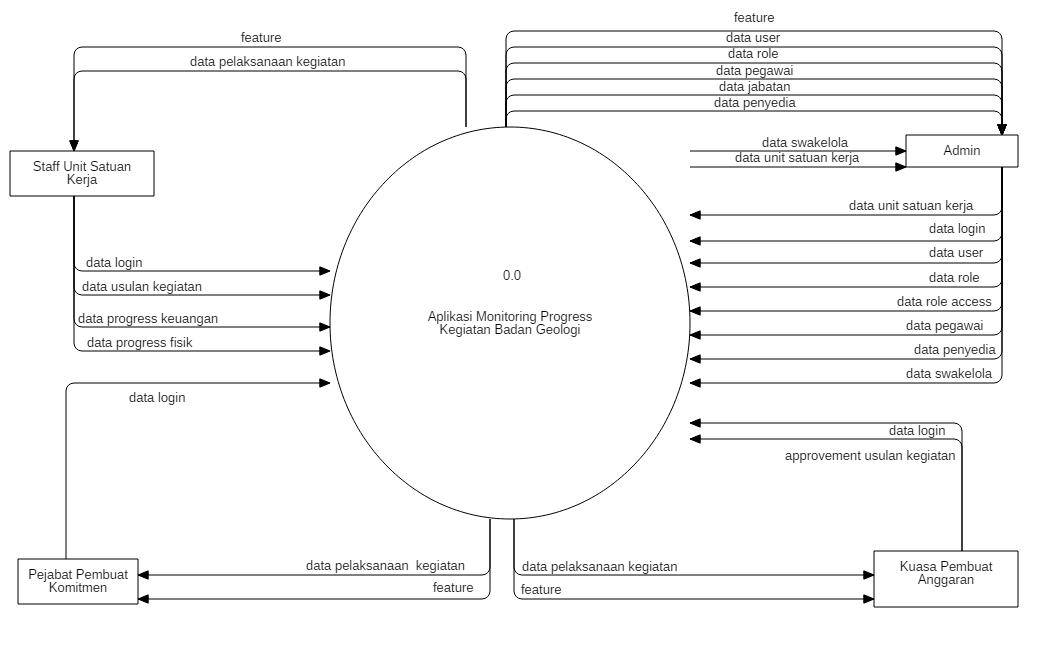 feature
data user
feature
data role
data pelaksanaan kegiatan
data pegawai
data jabatan
data penyedia
data swakelola
data unit satuan kerja
Admin
Staff Unit Satuan
Kerja
data unit satuan kerja
data login
data user
data login
data role
data usulan kegiatan
data role access
data progress keuangan
data pegawai
data progress fisik
data penyedia
data swakelola
0.0
Aplikasi Monitoring Progress
Kegiatan Badan Geologi
data login
data login
approvement usulan kegiatan
data pelaksanaan  kegiatan
feature
Pejabat Pembuat
Komitmen
data pelaksanaan kegiatan
feature
Kuasa Pembuat
Anggaran